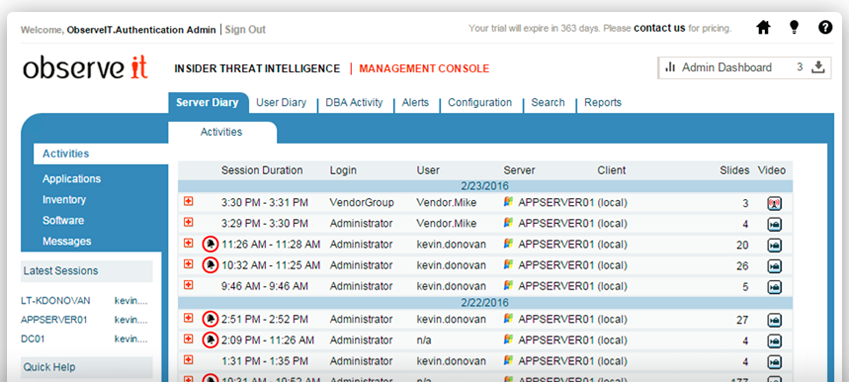 Welcome, ObserveIT.Authentication Admin | Sign Out
Your trial will expire in 363 days. Please contact us for pricing.
observe it
INSIDER THREAT INTELLIGENCE | MANAGEMENT CONSOLE
Admin Dashboard 3
Server Diary User Diary DBA Activity Alerts Configuration Search Reports
Activities
Activities
Applications
Inventory
Software
Messages
Latest Sessions
LT-KDONOVAN kevin....
APPSERVER01 kevin....
DC01 kevin....
Quick Help
Session Duration Login User Server Client Slides Video
2/23/2016
3:30 PM - 3:31 PM VendorGroup Vendor.Mike APPSERVER01 (local) 3
3:29 PM - 3:30 PM Administrator Vendor.Mike APPSERVER01 (local) 4
11:26 AM - 11:28 AM Administrator kevin.donovan APPSERVER01 (local) 20
10:32 AM - 11:25 AM Administrator kevin.donovan APPSERVER01 (local) 26
9:46 AM - 9:46 AM Administrator kevin.donovan APPSERVER01 (local) 5
2/22/2016
2:51 PM - 2:52 PM Administrator kevin.donovan APPSERVER01 (local) 27
2:09 PM - 11:26 AM Administrator n/a APPSERVER01 (local) 4
1:31 PM - 1:35 PM Administrator kevin.donovan APPSERVER01 (local) 4
10:31 AM - 10:52 AM Administrator n/a APPSERVER01 (local) 177